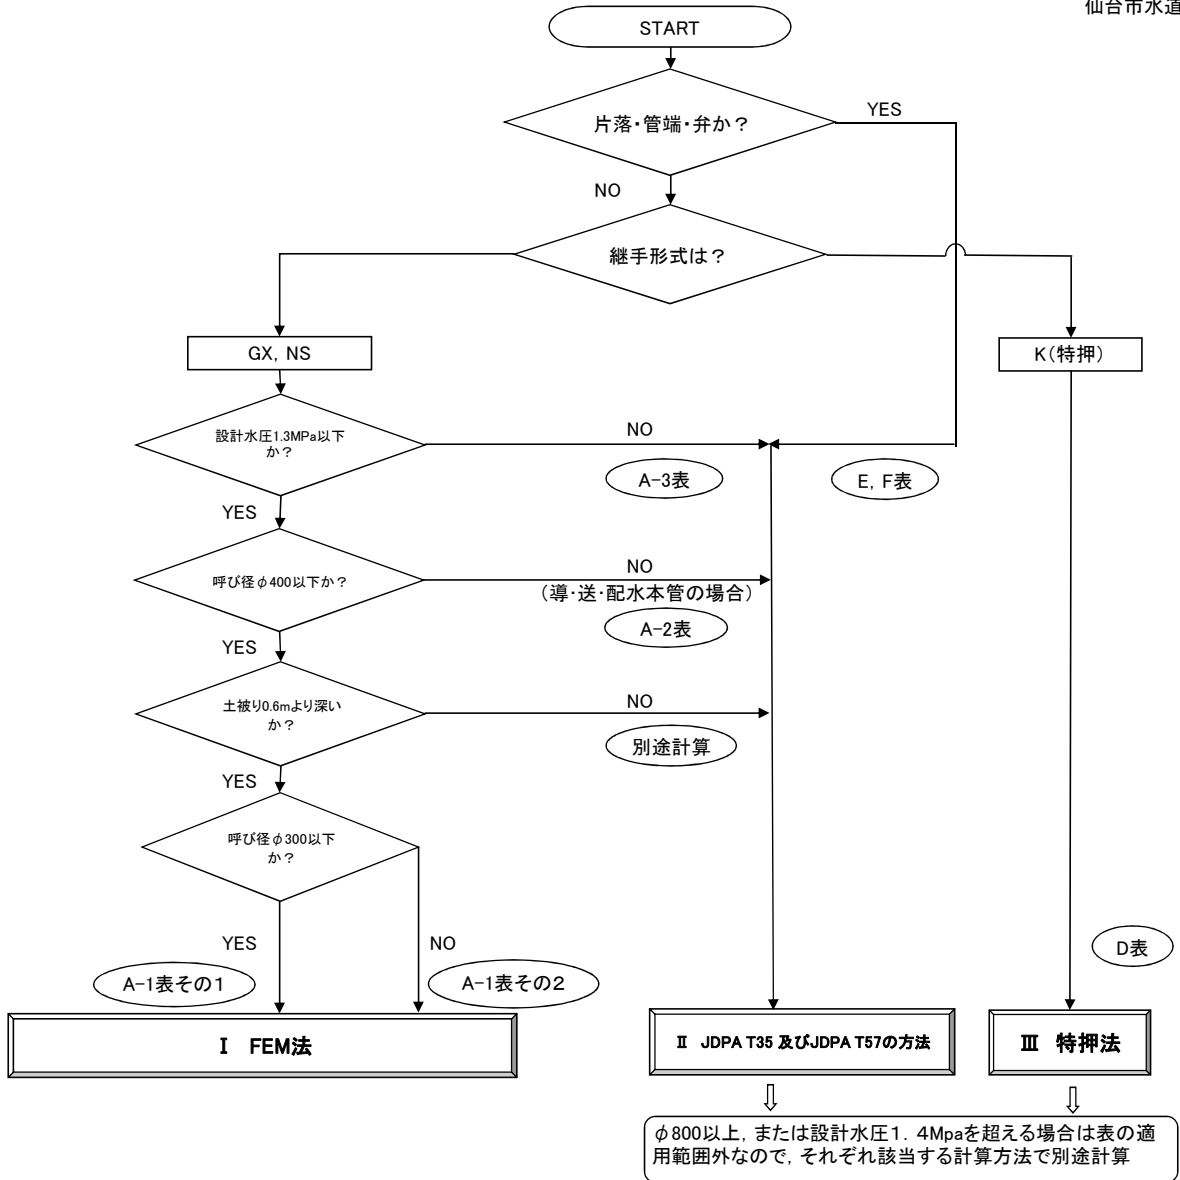 仙台市水道
START
片落・管端・弁か？
YES
NO
継手形式は？
GX, NS
K（特押）
設計水圧1.3MPa以下
か？
NO
A-3表
E, F表
YES
呼び径φ400以下か？
NO
（導・送・配水本管の場合）
A-2表
YES
土被り0.6mより深い
か？
NO
別途計算
YES
呼び径φ300以下
か？
YES
NO
D表
A-1表その１
A-1表その２
Ⅰ　FEM法
Ⅱ　JDPA T35 及びJDPA T57の方法
Ⅲ　特押法
φ800以上，または設計水圧１．４Mpaを超える場合は表の適
用範囲外なので，それぞれ該当する計算方法で別途計算